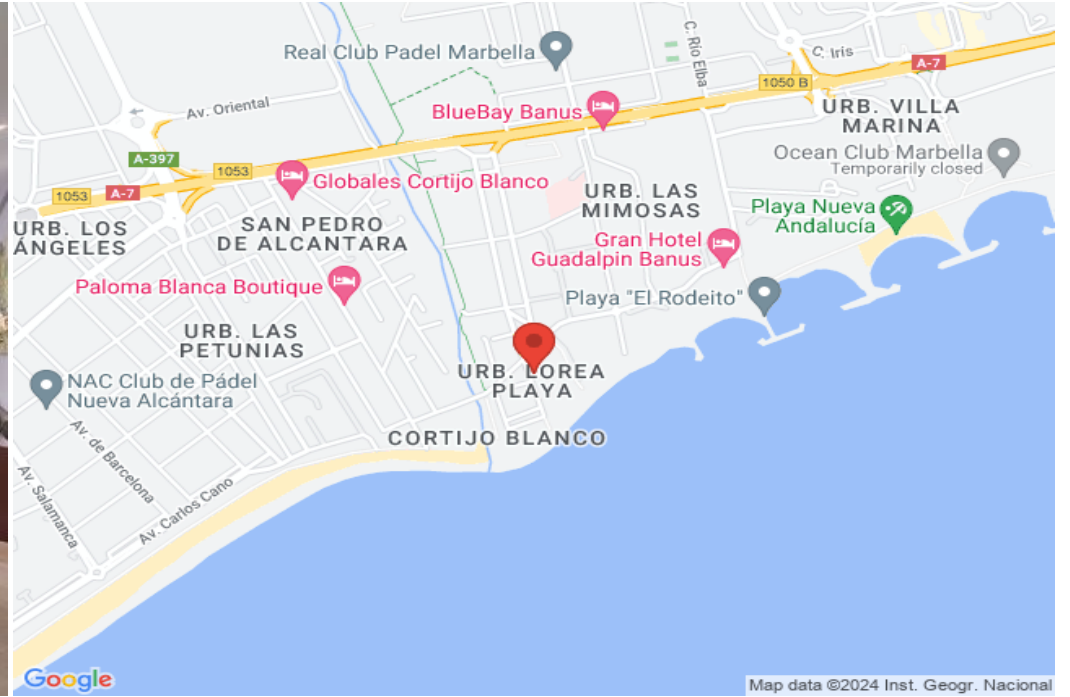 Real Club Padel Marbella
C. Río Elba
C. Iris
A-7
1050 B
URB. VILLA
MARINA
BlueBay Banus
Av. Oriental
Ocean Club Marbella
Temporarily closed
A-397
1053
Globales Cortijo Blanco
1053
A-7
URB. LAS
MIMOSAS
Playa Nueva
Andalucía
URB. LOS
ÁNGELES
SAN PEDRO
DE ALCANTARA
Gran Hotel
Guadalpin Banus
Paloma Blanca Boutique
Playa "El Rodeito"
URB. LAS
PETUNIAS
URB. LOREA
PLAYA
NAC Club de Pádel
Nueva Alcántara
CORTIJO BLANCO
Av. de Barcelona
Av. Salamanca
Av. Carlos Cano
Google
Map data ©2024 Inst. Geogr. Nacional